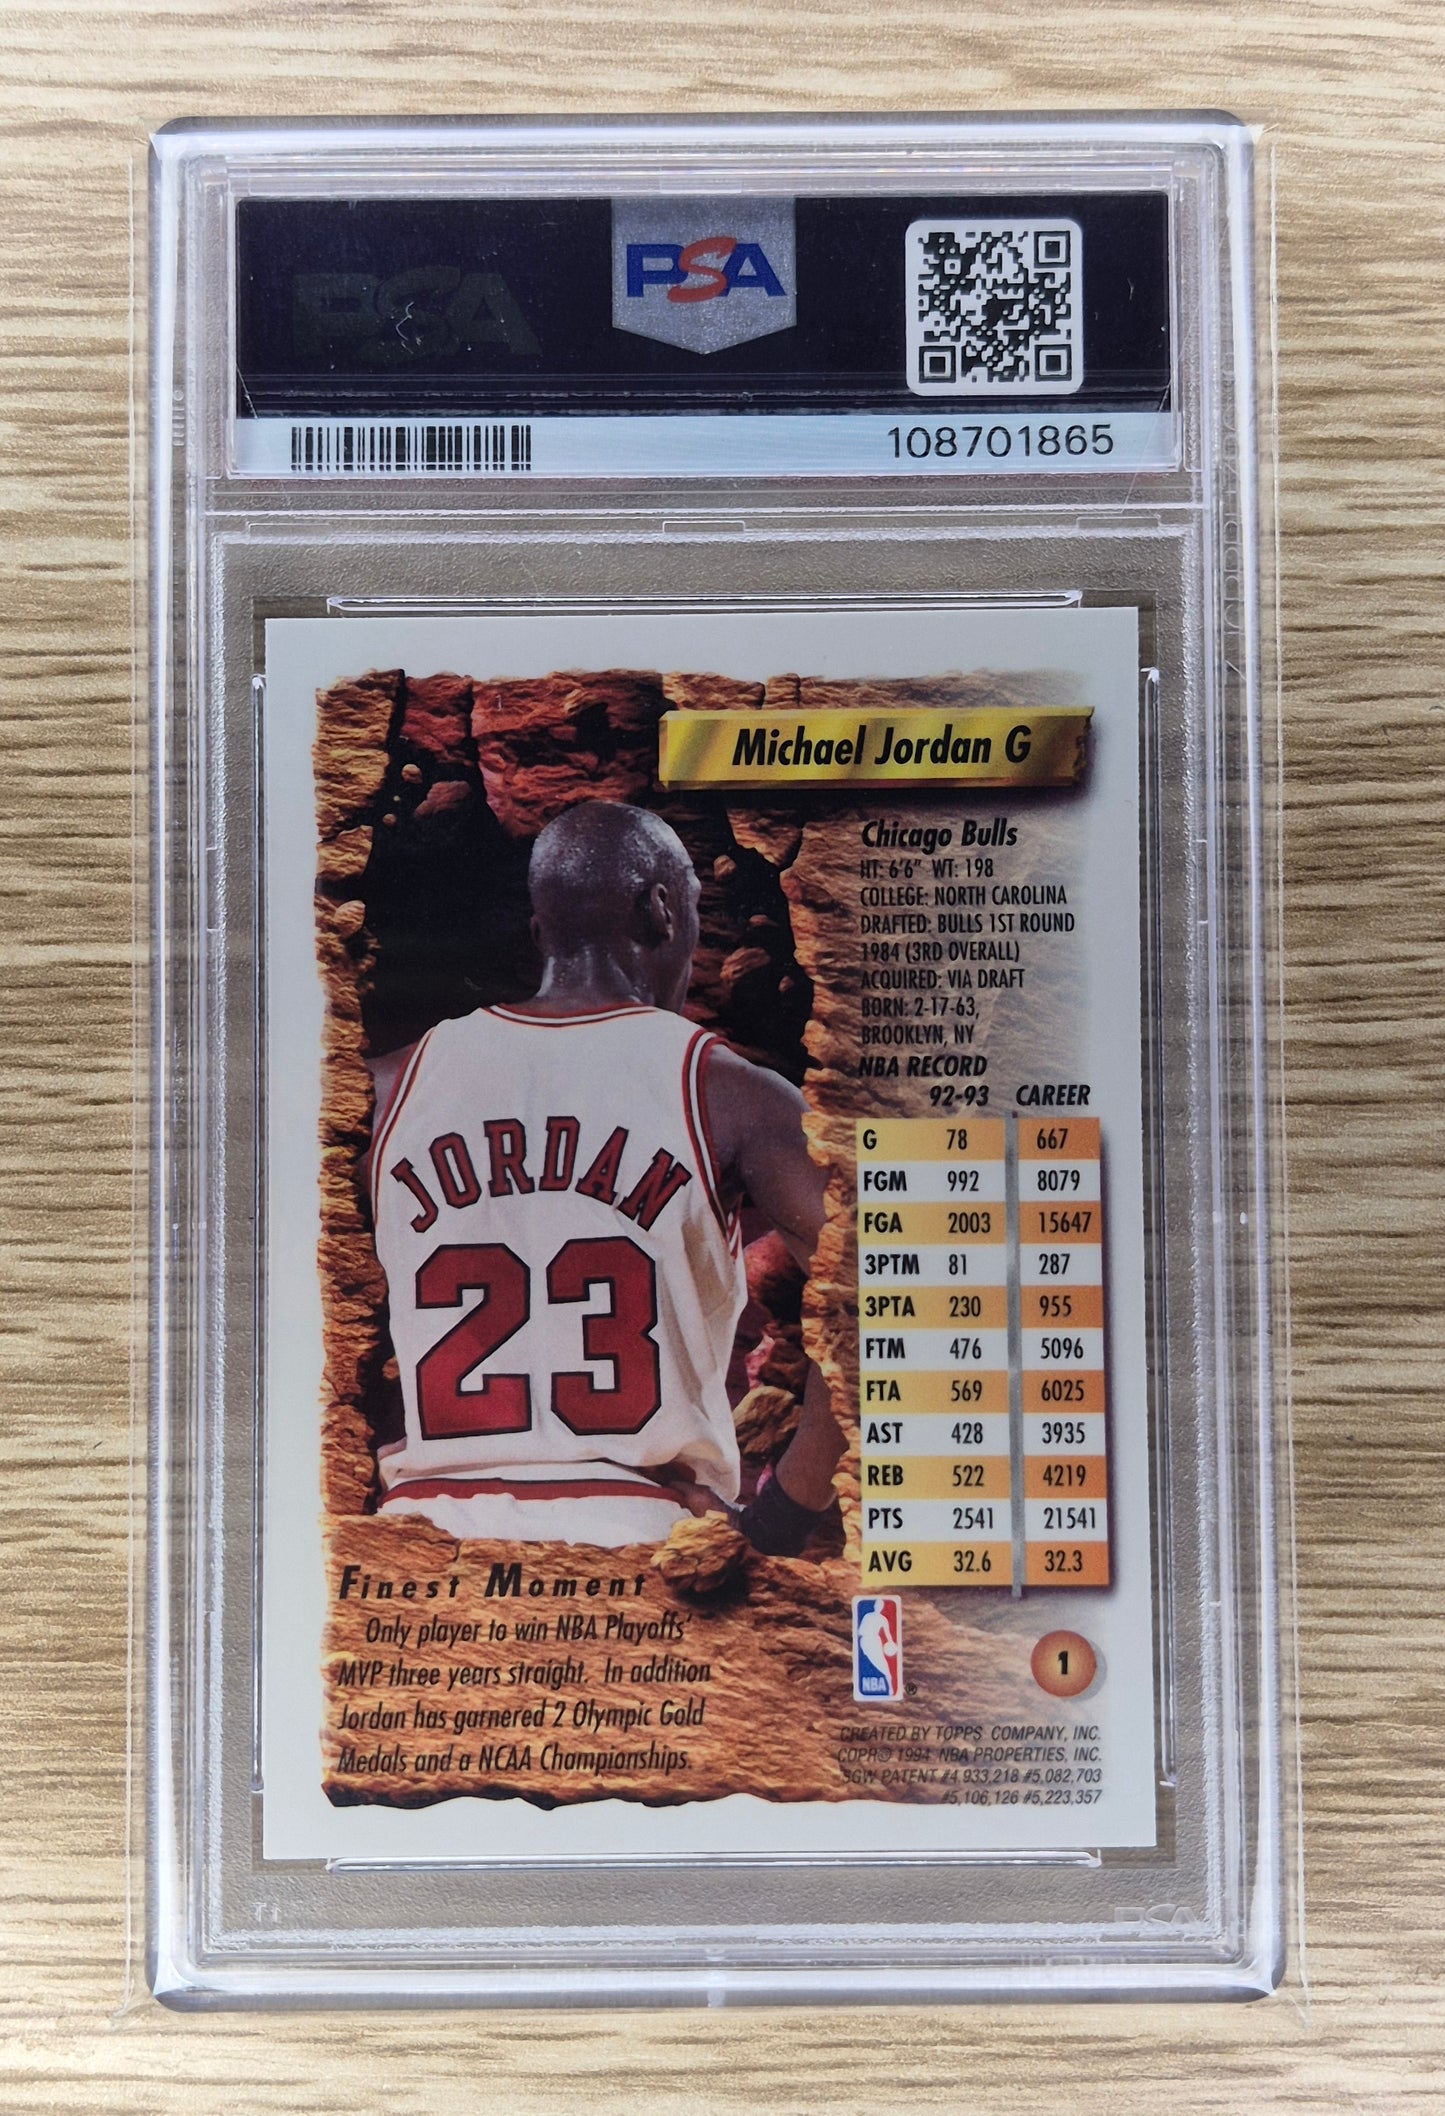 PSA
PSA
108701865
Michael Jordan G
Chicago Bulls
HT: 6'6" WT: 198
COLLEGE: NORTH CAROLINA
DRAFTED: BULLS 1ST ROUND
1984 (3RD OVERALL)
ACQUIRED: VIA DRAFT
BORN: 2-17-63,
BROOKLYN, NY
NBA RECORD
92-93 CAREER
G 78 667
FGM 992 8079
FGA 2003 15647
3PTM 81 287
3PTA 230 955
FTM 476 5096
FTA 569 6025
AST 428 3935
REB 522 4219
PTS 2541 21541
AVG 32.6 32.3
JORDAN
23
Finest Moment
Only player to win NBA Playoffs'
MVP three years straight. In addition
Jordan has garnered 2 Olympic Gold
Medals and a NCAA Championships.
NBA ®
1
CREATED BY TOPPS COMPANY, INC.
COPR© 1994 NBA PROPERTIES, INC.
SGW PATENT #4 933,218 #5,082,703
#5,106,126 #5,223,357
PSA